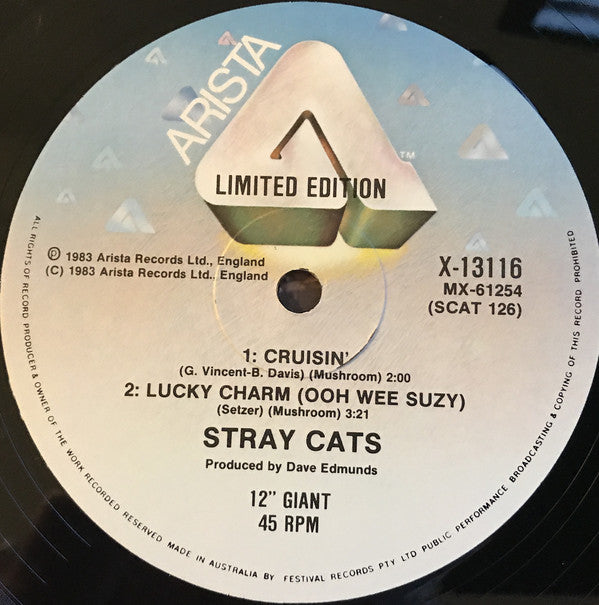 ARISTA
TM
LIMITED EDITION
Ⓟ 1983 Arista Records Ltd., England
(C) 1983 Arista Records Ltd., England
X-13116
MX-61254
(SCAT 126)
1: CRUISIN'
(G. Vincent-B. Davis) (Mushroom) 2:00
2: LUCKY CHARM (OOH WEE SUZY)
(Setzer) (Mushroom) 3:21
STRAY CATS
Produced by Dave Edmunds
12" GIANT
45 RPM
ALL RIGHTS OF RECORD PRODUCER & OWNER OF THE WORK RECORDED RESERVED MADE IN AUSTRALIA BY FESTIVAL RECORDS PTY LTD PUBLIC PERFORMANCE BROADCASTING & COPYING OF THIS RECORD PROHIBITED